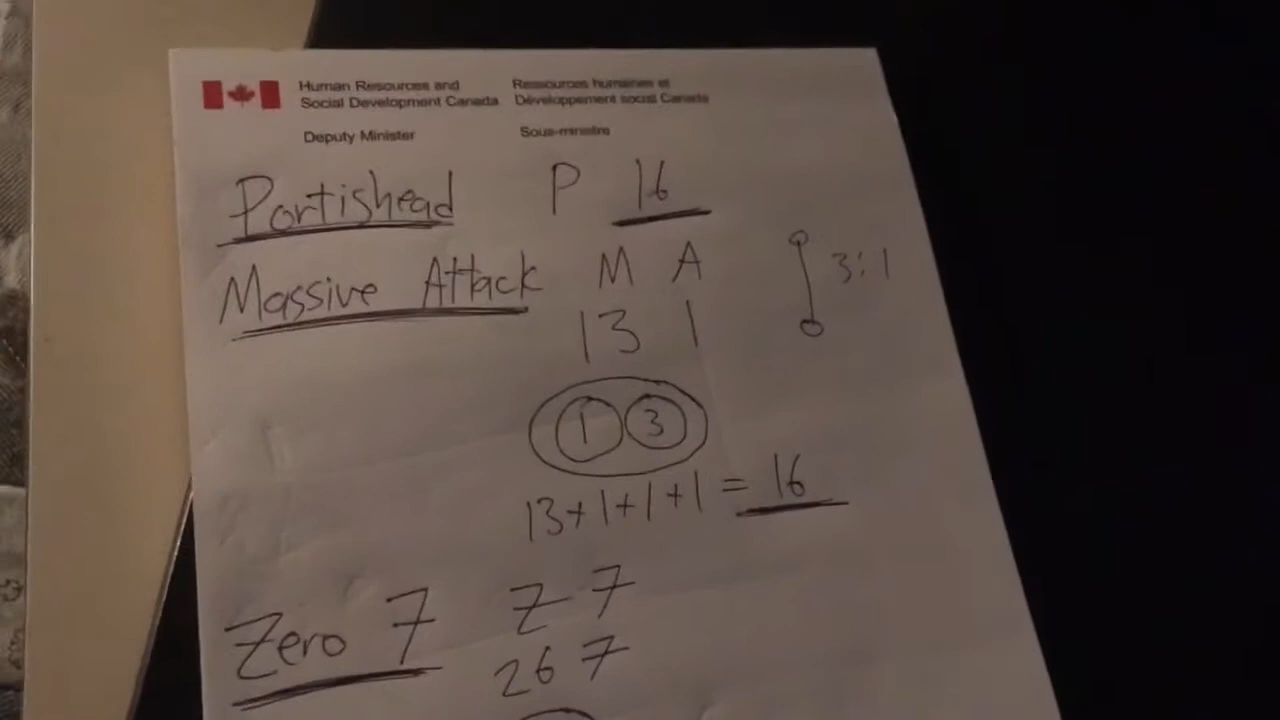 Human Resources and Ressources humaines et
Social Development Canada Développement social Canada
Deputy Minister Sous-ministre
Portishead P 16
Massive Attack M A 3:1
13 1
1 3
13+1+1+1 = 16
Zero 7 Z 7
26 7